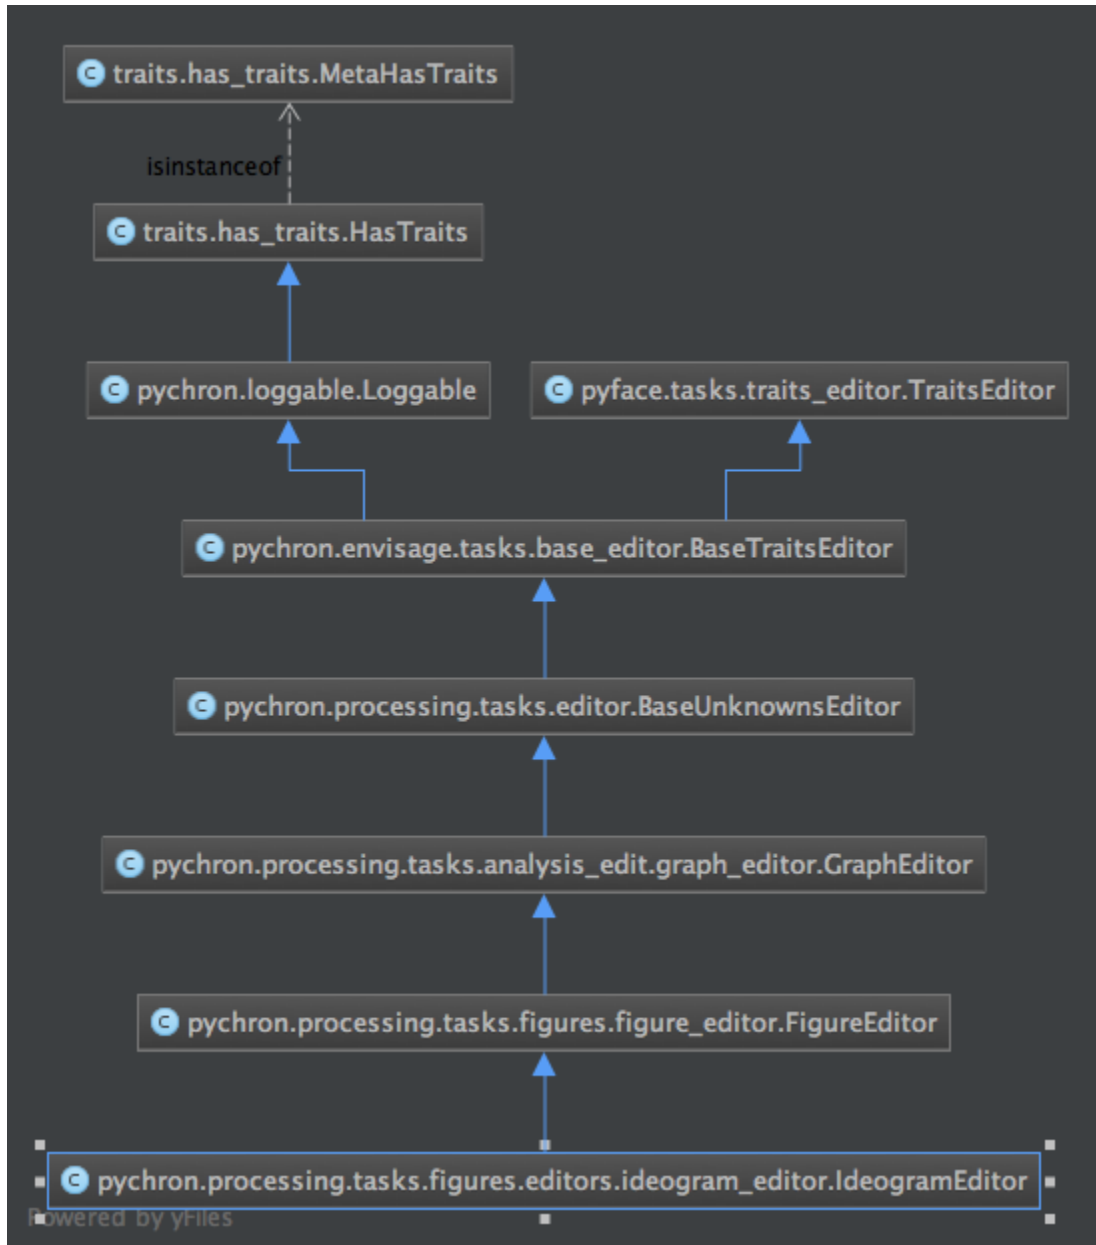 C traits.has_traits.MetaHasTraits
isinstanceof
C traits.has_traits.HasTraits
C pychron.loggable.Loggable
C pyface.tasks.traits_editor.TraitsEditor
C pychron.envisage.tasks.base_editor.BaseTraitsEditor
C pychron.processing.tasks.editor.BaseUnknownsEditor
C pychron.processing.tasks.analysis_edit.graph_editor.GraphEditor
C pychron.processing.tasks.figures.figure_editor.FigureEditor
C pychron.processing.tasks.figures.editors.ideogram_editor.IdeogramEditor
Powered by yFiles